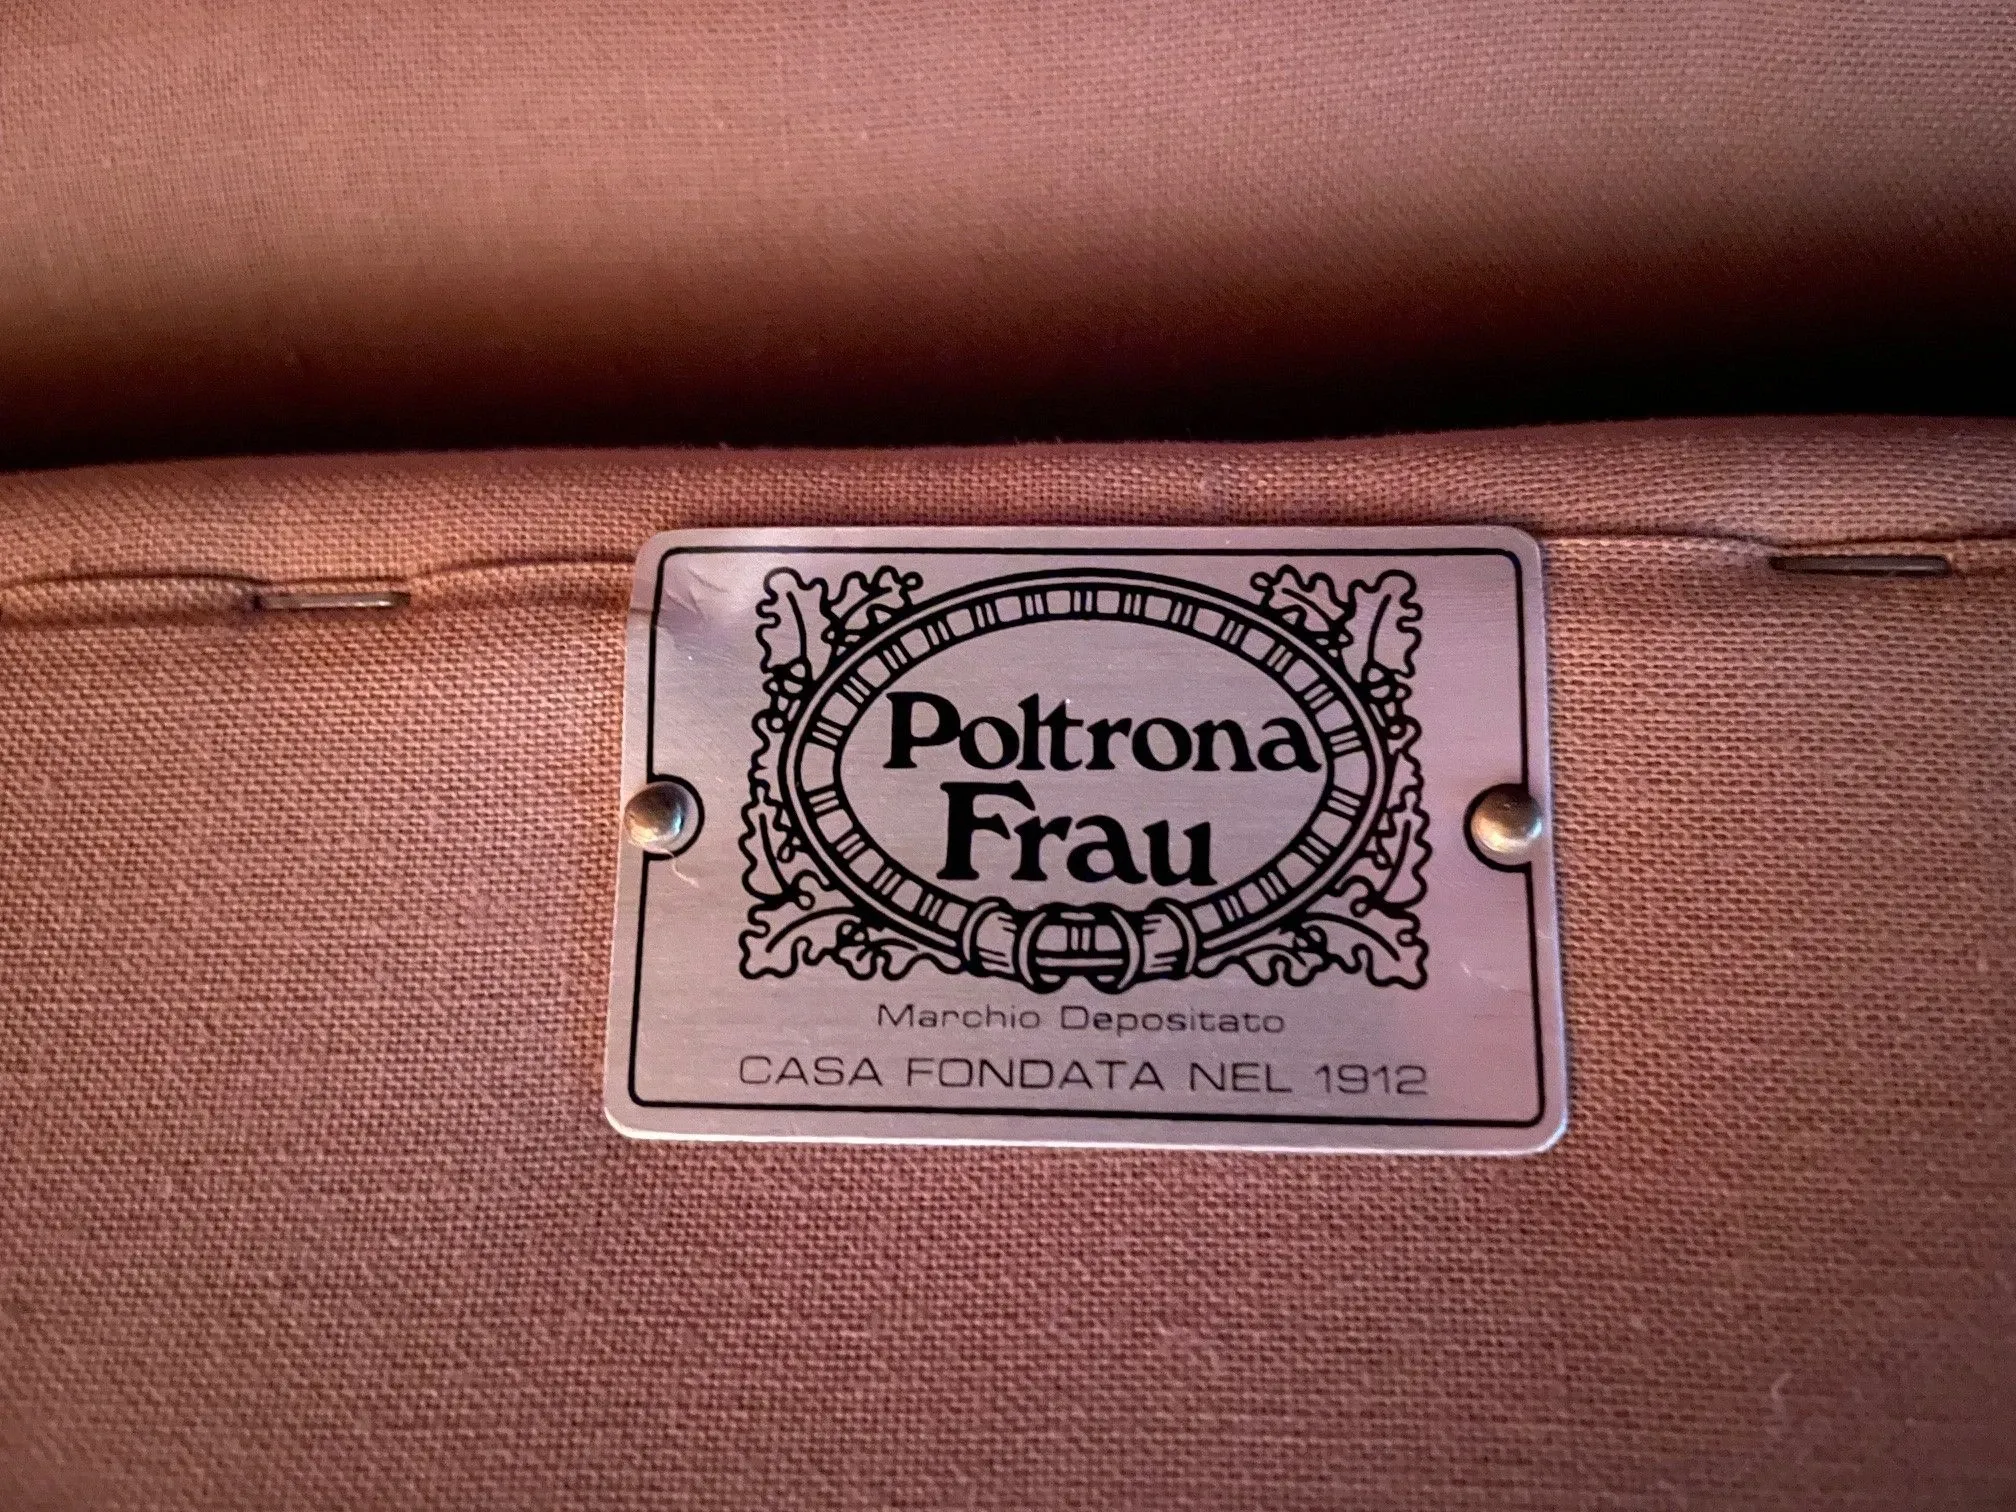 Poltrona
Frau
Marchio Depositato
CASA FONDATA NEL 1912